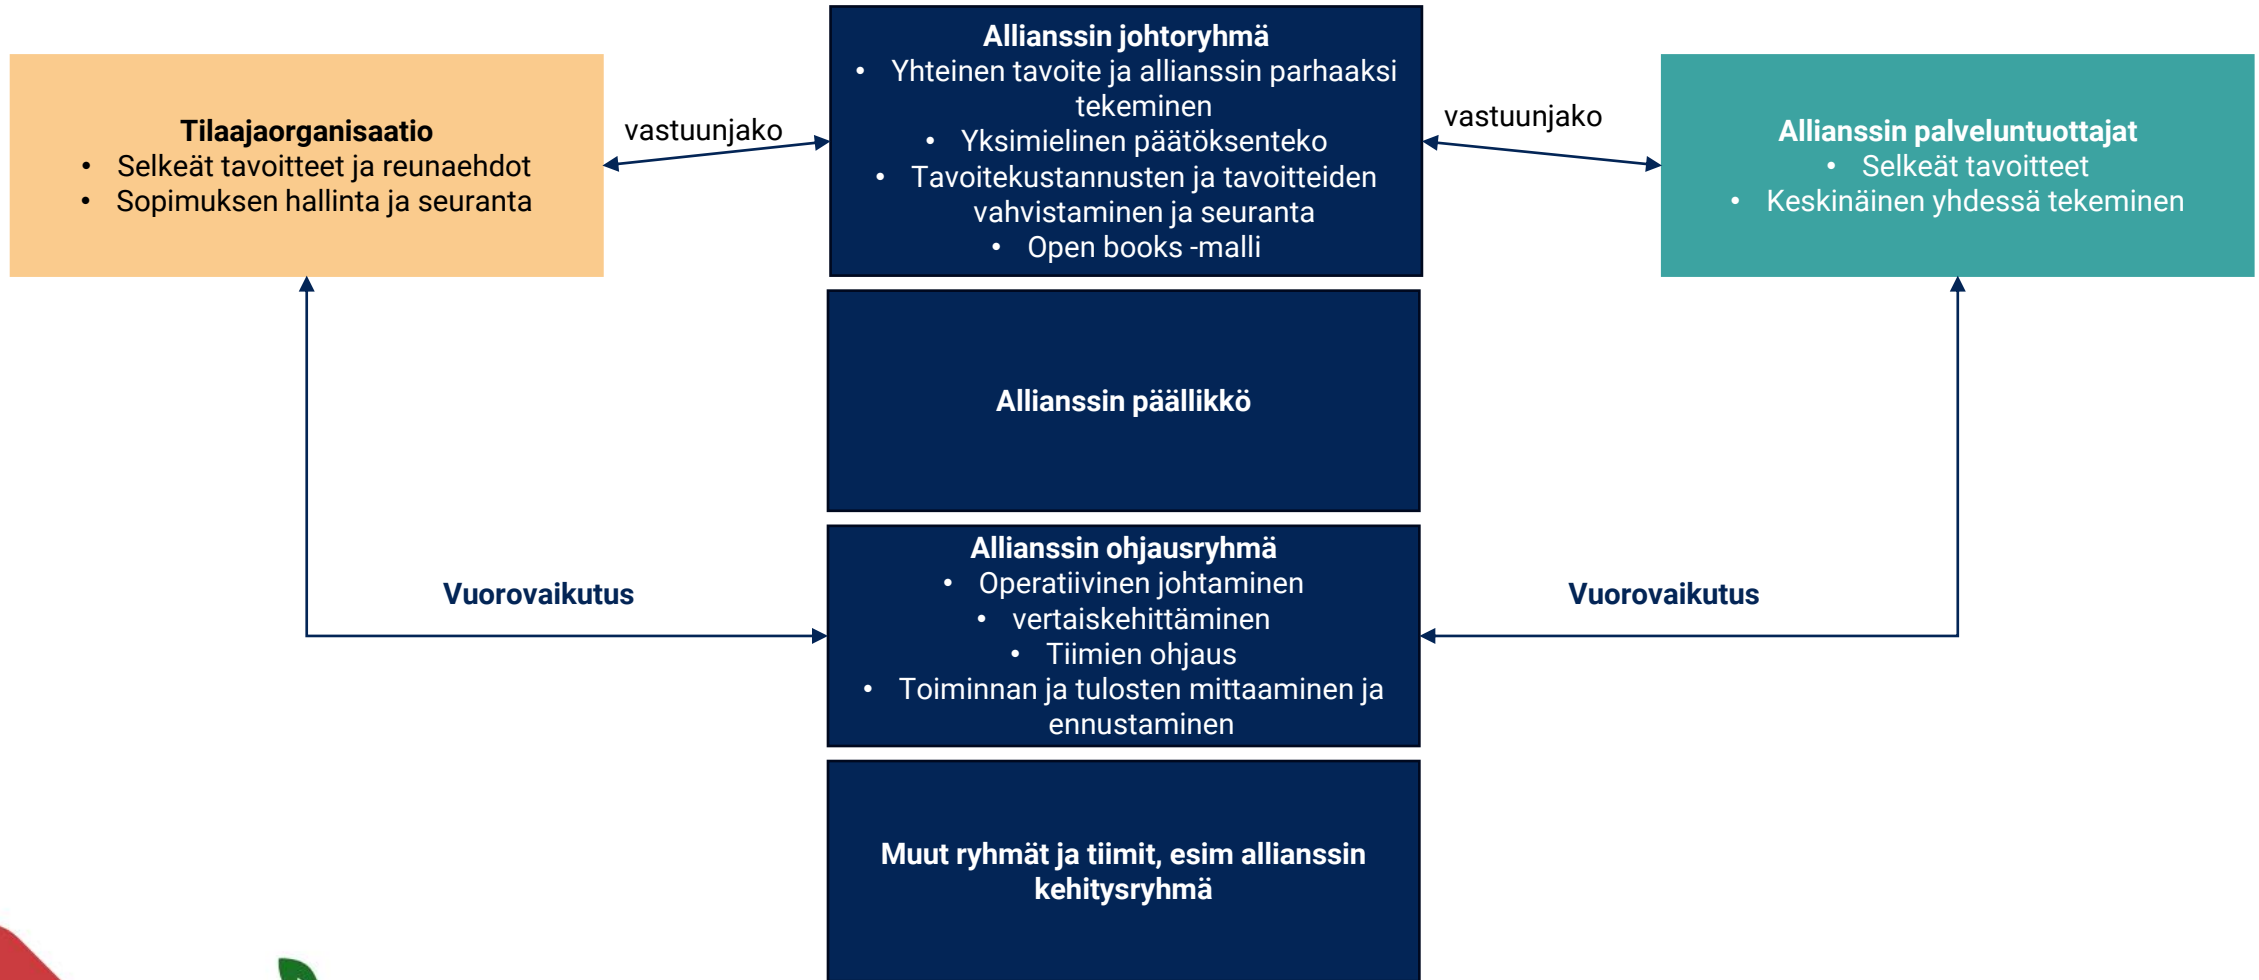 Allianssin johtoryhmä
• Yhteinen tavoite ja allianssin parhaaksi
tekeminen
• Yksimielinen päätöksenteko
• Tavoitekustannusten ja tavoitteiden
vahvistaminen ja seuranta
• Open books -malli
Tilaajaorganisaatio
• Selkeät tavoitteet ja reunaehdot
• Sopimuksen hallinta ja seuranta
vastuunjako
vastuunjako
Allianssin palveluntuottajat
• Selkeät tavoitteet
• Keskinäinen yhdessä tekeminen
Allianssin päällikkö
Vuorovaikutus
Allianssin ohjausryhmä
• Operatiivinen johtaminen
• vertaiskehittäminen
• Tiimien ohjaus
• Toiminnan ja tulosten mittaaminen ja
ennustaminen
Vuorovaikutus
Muut ryhmät ja tiimit, esim allianssin
kehitysryhmä